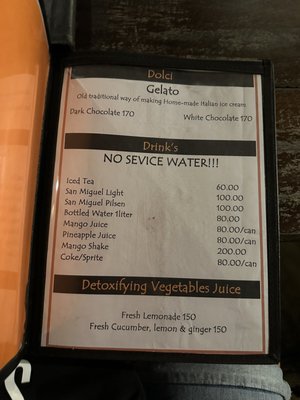 Dolci
Gelato
Old traditional way of making Home-made Italian ice cream
Dark Chocolate 170 White Chocolate 170
Drink's
NO SEVICE WATER!!!
Iced Tea 60.00
San Miguel Light 100.00
San Miguel Pilsen 100.00
Bottled Water 1liter 80.00
Mango Juice 80.00/can
Pineapple Juice 80.00/can
Mango Shake 200.00
Coke/Sprite 80.00/can
Detoxifying Vegetables Juice
Fresh Lemonade 150
Fresh Cucumber, lemon & ginger 150